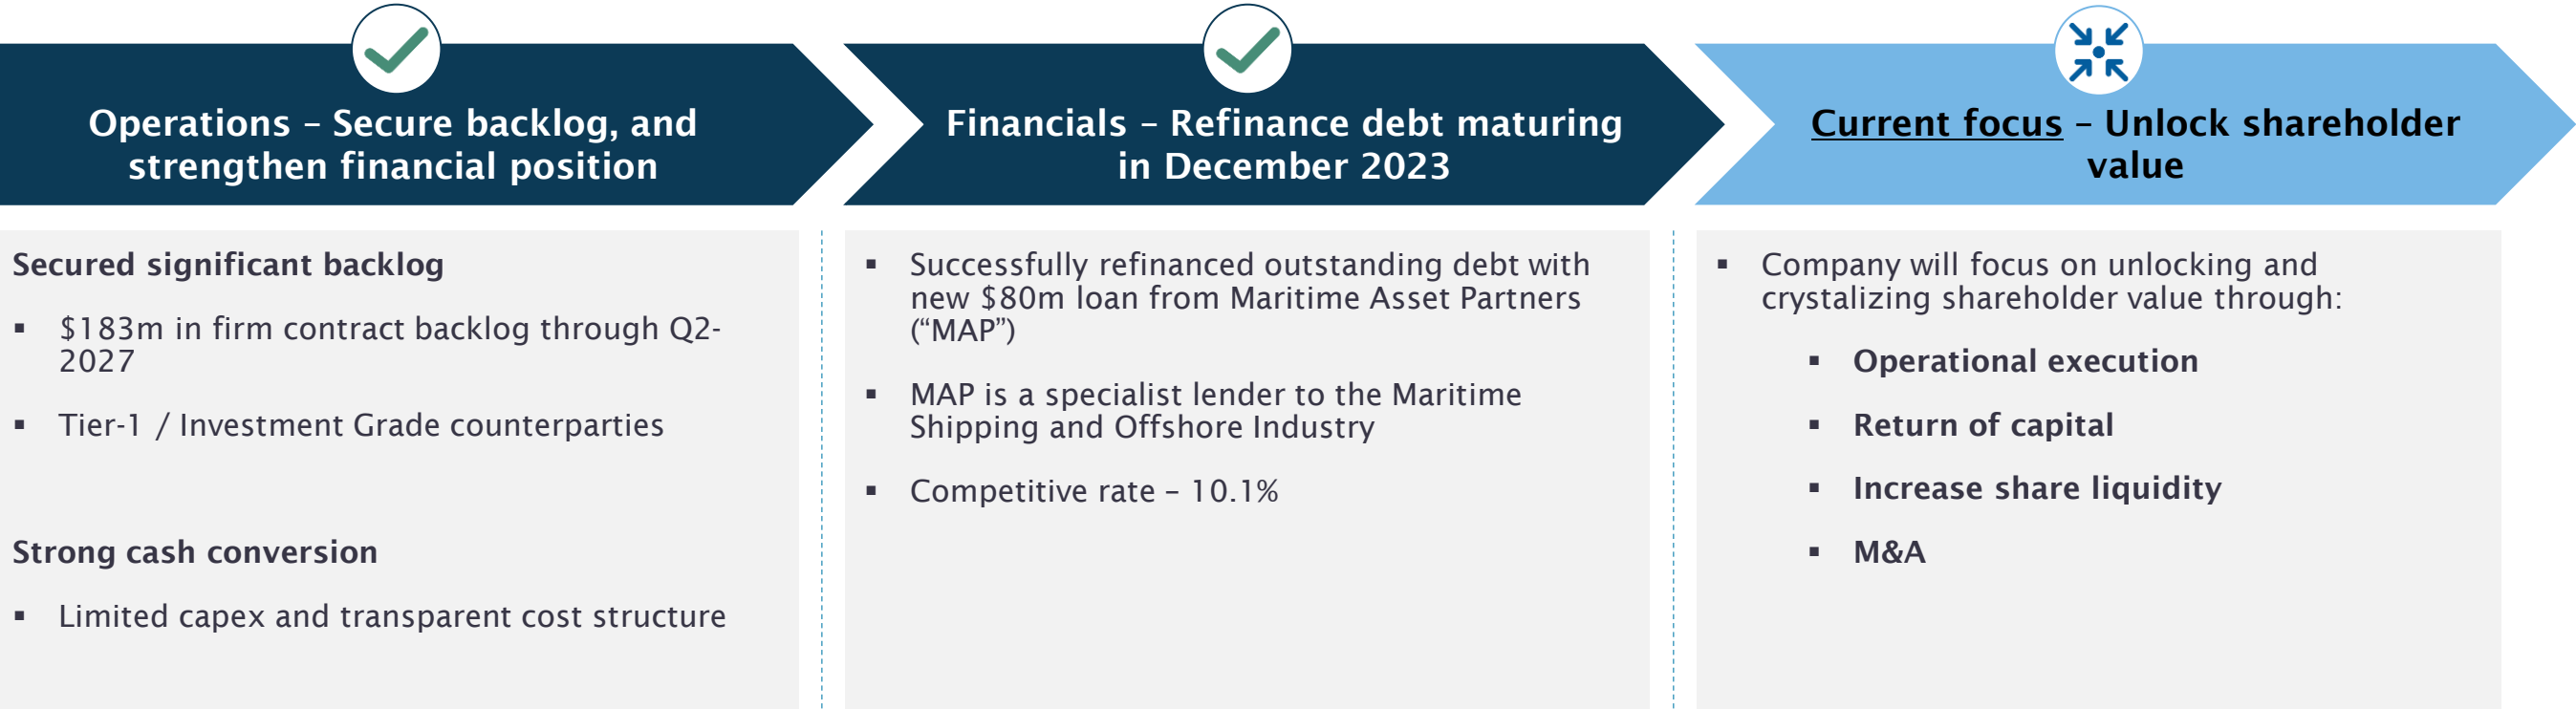 Operations – Secure backlog, and
strengthen financial position
Secured significant backlog
▪ $183m in firm contract backlog through Q2-
2027
▪ Tier-1 / Investment Grade counterparties
Strong cash conversion
▪ Limited capex and transparent cost structure
Financials – Refinance debt maturing
in December 2023
▪ Successfully refinanced outstanding debt with
new $80m loan from Maritime Asset Partners
(“MAP”)
▪ MAP is a specialist lender to the Maritime
Shipping and Offshore Industry
▪ Competitive rate – 10.1%
Current focus – Unlock shareholder
value
▪ Company will focus on unlocking and
crystalizing shareholder value through:
▪ Operational execution
▪ Return of capital
▪ Increase share liquidity
▪ M&A